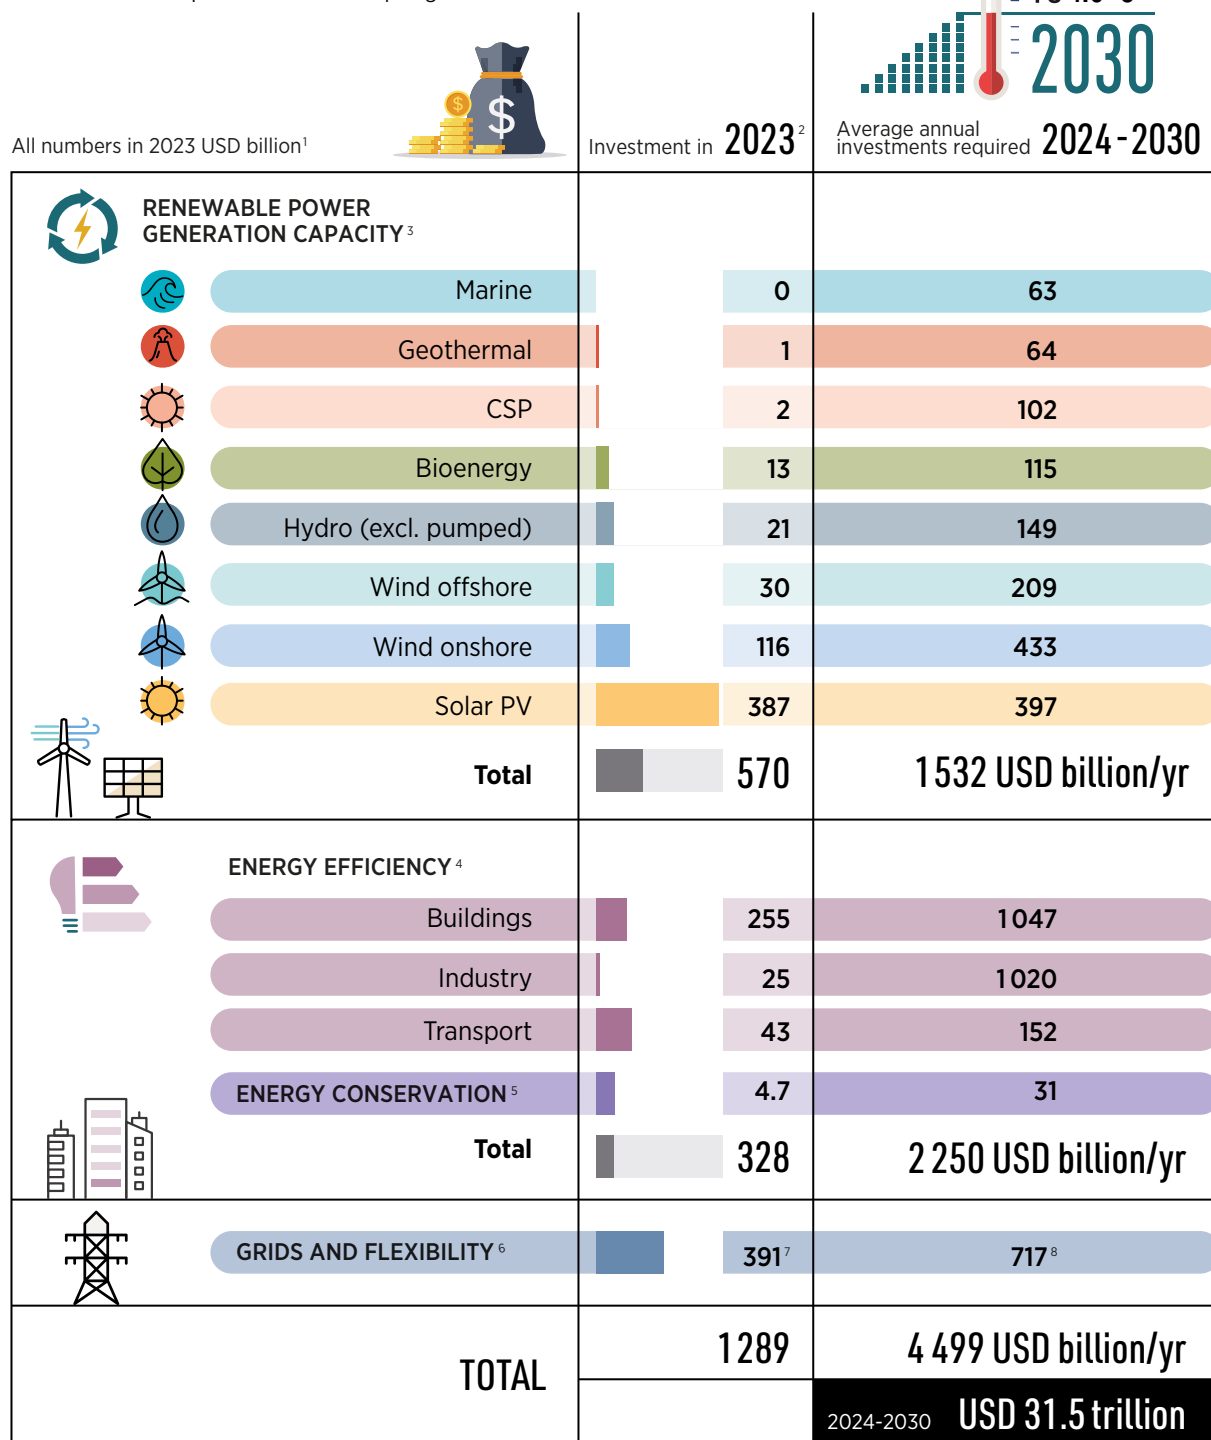 2030
All numbers in 2023 USD billion¹
Investment in 2023²
Average annual
investments required 2024-2030
RENEWABLE POWER
GENERATION CAPACITY³
Marine 0 63
Geothermal 1 64
CSP 2 102
Bioenergy 13 115
Hydro (excl. pumped) 21 149
Wind offshore 30 209
Wind onshore 116 433
Solar PV 387 397
Total 570 1 532 USD billion/yr
ENERGY EFFICIENCY⁴
Buildings 255 1 047
Industry 25 1 020
Transport 43 152
ENERGY CONSERVATION⁵ 4.7 31
Total 328 2 250 USD billion/yr
GRIDS AND FLEXIBILITY⁶ 391⁷ 717⁸
TOTAL 1 289 4 499 USD billion/yr
2024-2030 USD 31.5 trillion